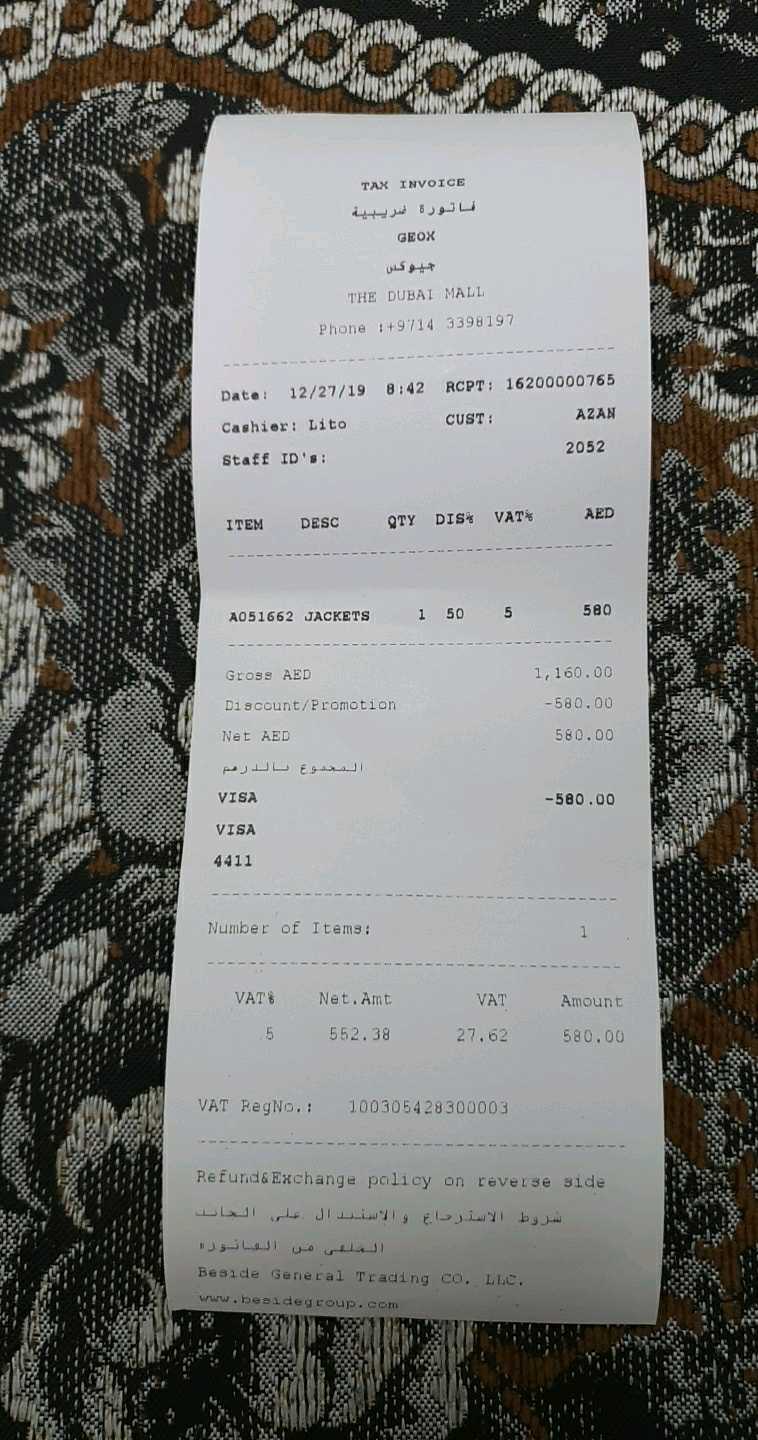 TAX INVOICE
فاتورة ضريبية
GEOX
جيوكس
THE DUBAI MALL
Phone :+9714 3398197
Date: 12/27/19 8:42 RCPT: 16200000765
Cashier: Lito CUST: AZAN
Staff ID's: 2052
ITEM DESC QTY DIS% VAT% AED
A051662 JACKETS 1 50 5 580
Gross AED 1,160.00
Discount/Promotion -580.00
Net AED 580.00
المجموع بالدرهم
VISA -580.00
VISA
4411
Number of Items: 1
VAT% Net.Amt VAT Amount
5 552.38 27.62 580.00
VAT RegNo.: 100305428300003
Refund&Exchange policy on reverse side
شروط الاسترجاع والاستبدال على الجانب
الخلفي من الفاتورة
Beside General Trading CO. LLC.
www.besidegroup.com